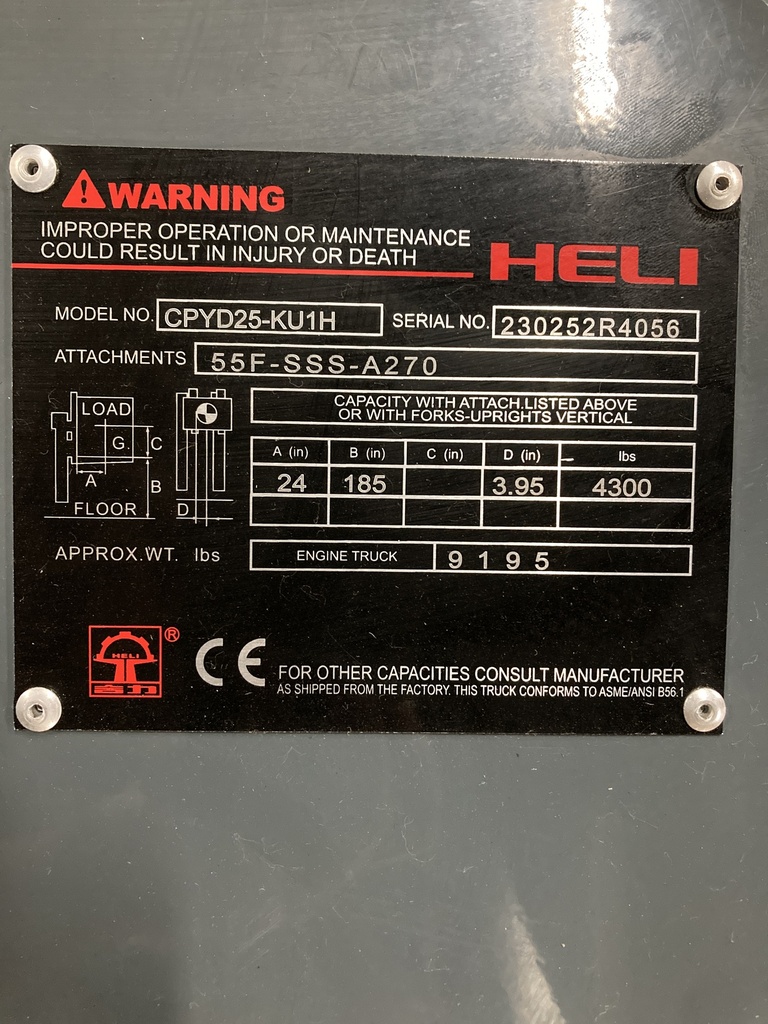 WARNING
IMPROPER OPERATION OR MAINTENANCE
COULD RESULT IN INJURY OR DEATH
HELI
MODEL NO. CPYD25-KU1H SERIAL NO. 230252R4056
ATTACHMENTS 55F-SSS-A270
LOAD
G
C
A
B
FLOOR
D
CAPACITY WITH ATTACH.LISTED ABOVE
OR WITH FORKS-UPRIGHTS VERTICAL
A (in) B (in) C (in) D (in) lbs
24 185 3.95 4300
APPROX.WT. lbs ENGINE TRUCK 9195
HELI
合力
®
CE
FOR OTHER CAPACITIES CONSULT MANUFACTURER
AS SHIPPED FROM THE FACTORY. THIS TRUCK CONFORMS TO ASME/ANSI B56.1